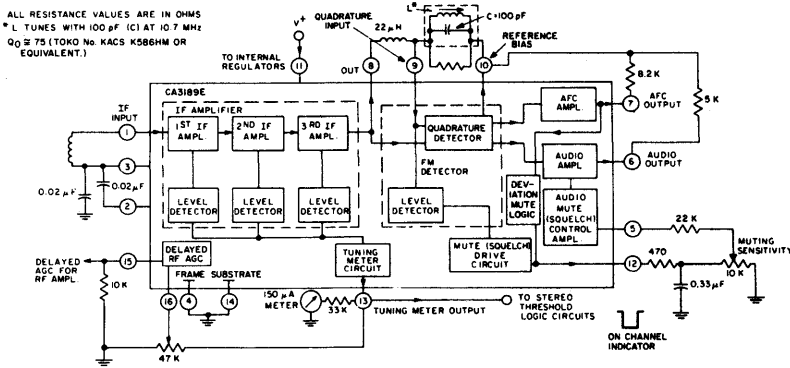 ALL RESISTANCE VALUES ARE IN OHMS
* L TUNES WITH 100 pF (C) AT 10.7 MHz
Q₀ ≅ 75 (TOKO No. KACS K586HM OR
EQUIVALENT.)
V⁺
TO INTERNAL
REGULATORS
11
QUADRATURE
INPUT
22 μH
OUT
8
9
L*
C=100 pF
REFERENCE
BIAS
10
8.2K
7
AFC
OUTPUT
5K
6
AUDIO
OUTPUT
CA3189E
IF
INPUT
1
3
2
0.02 μF
0.02 μF
IF AMPLIFIER
1ST IF
AMPL.
2ND IF
AMPL
3RD IF
AMPL.
LEVEL
DETECTOR
LEVEL
DETECTOR
LEVEL
DETECTOR
QUADRATURE
DETECTOR
FM
DETECTOR
LEVEL
DETECTOR
AFC
AMPL.
AUDIO
AMPL
DEV-
IATION
MUTE
LOGIC
AUDIO
MUTE
(SQUELCH)
CONTROL
AMPL.
5
22 K
MUTING
SENSITIVITY
10 K
12
470
0.33 μF
MUTE (SQUELCH)
DRIVE
CIRCUIT
TUNING
METER
CIRCUIT
DELAYED
RF AGC
DELAYED
AGC FOR
RF AMPL.
15
10 K
16
FRAME
SUBSTRATE
4
14
47 K
150 μA
METER
33 K
13
TUNING METER OUTPUT
TO STEREO
THRESHOLD
LOGIC CIRCUITS
ON CHANNEL
INDICATOR